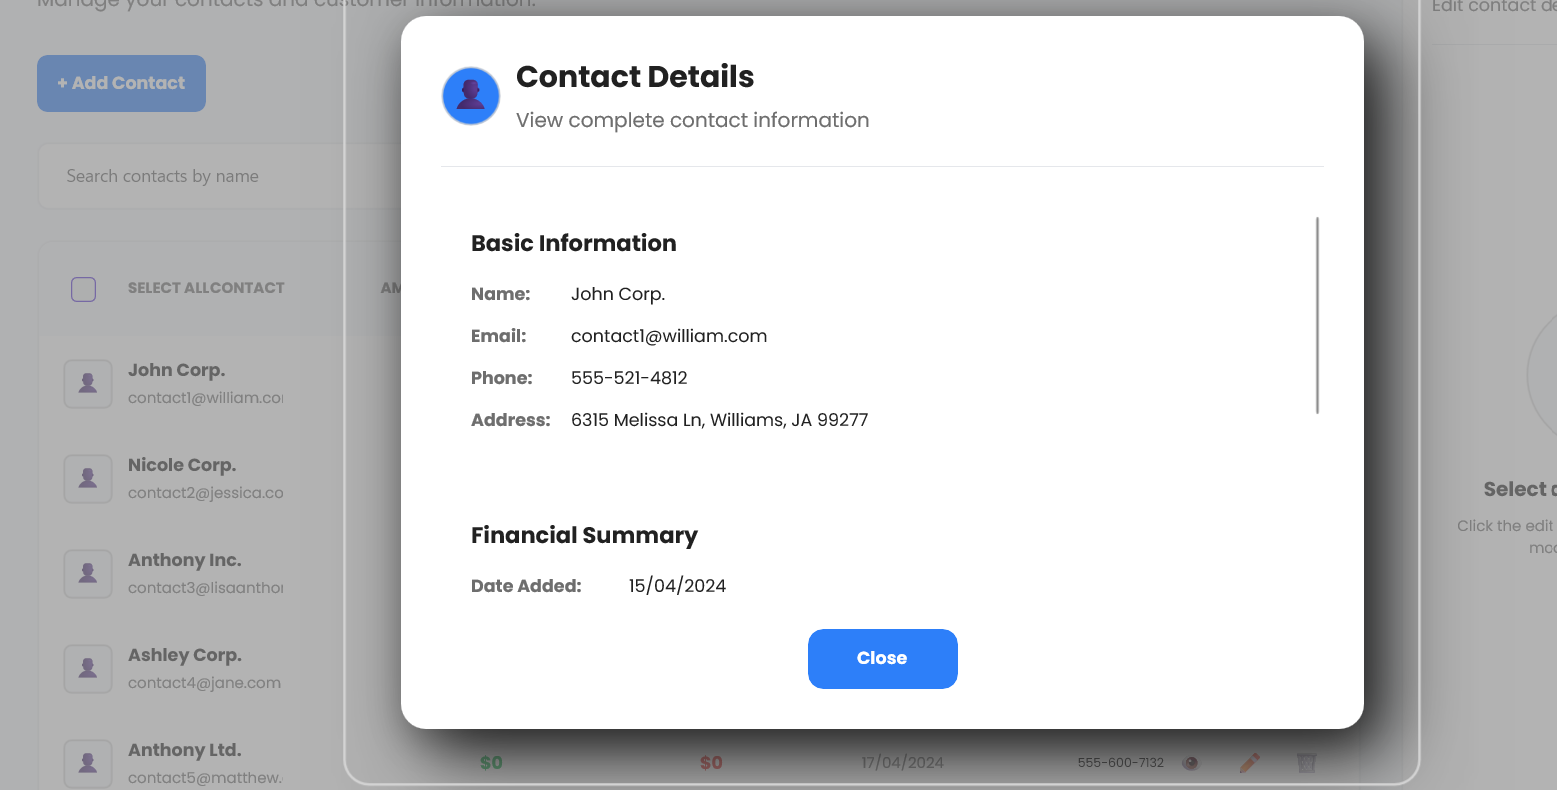 Manage your contacts and customer information.
Edit contact
+ Add Contact
Search contacts by name
SELECT ALLCONTACT
John Corp.
contact1@william.co
Nicole Corp.
contact2@jessica.co
Anthony Inc.
contact3@lisaantho
Ashley Corp.
contact4@jane.com
Anthony Ltd.
contact5@matthew.
$0 $0 17/04/2024 555-600-7132
Contact Details
View complete contact information
Basic Information
Name: John Corp.
Email: contact1@william.com
Phone: 555-521-4812
Address: 6315 Melissa Ln, Williams, JA 99277
Financial Summary
Date Added: 15/04/2024
Close
Select
Click the edit